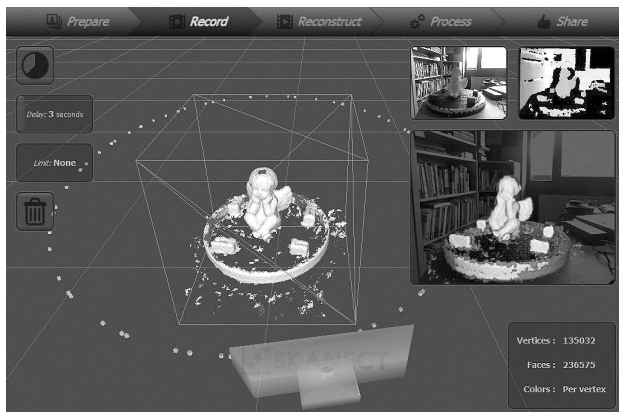 Prepare
Record
Reconstruct
Process
Share
Delay: 3 seconds
Limit: None
SKANECT
Vertices : 135032
Faces : 236575
Colors : Per vertex